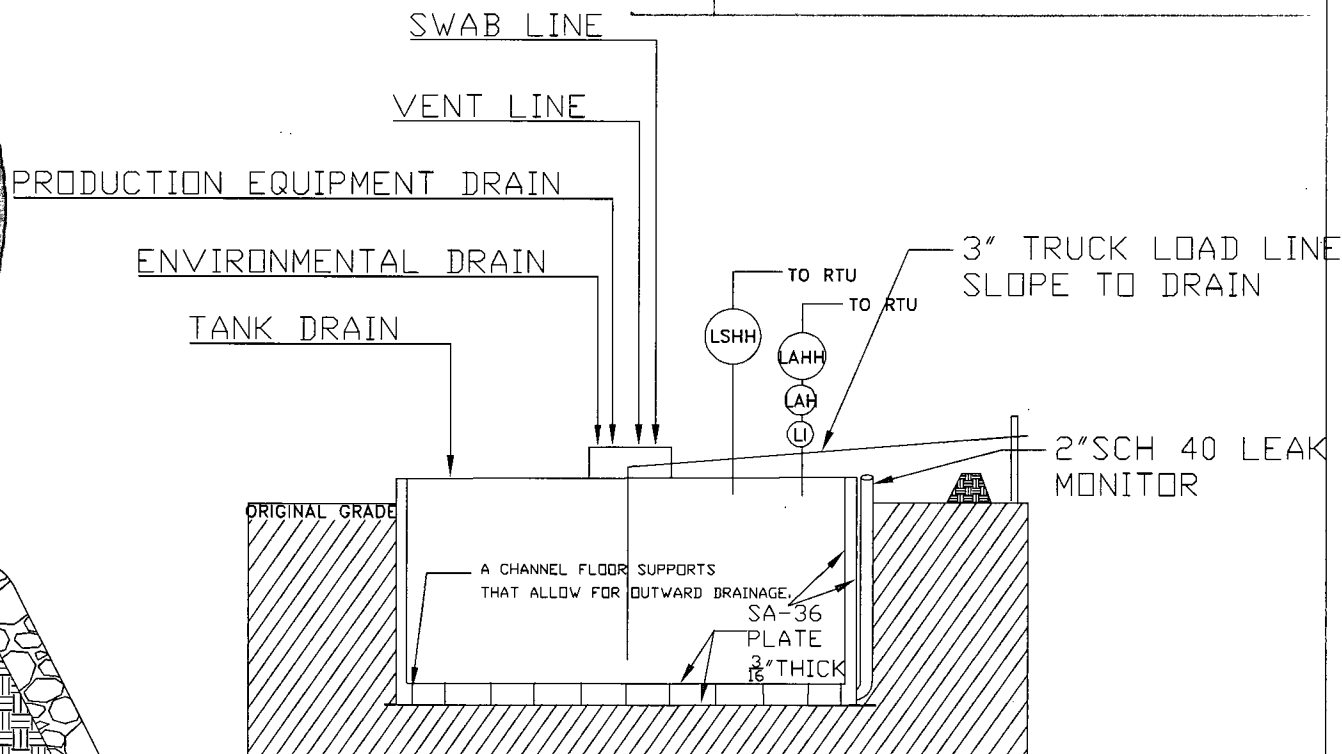 SWAB LINE
VENT LINE
PRODUCTION EQUIPMENT DRAIN
ENVIRONMENTAL DRAIN
TANK DRAIN
3" TRUCK LOAD LINE
SLOPE TO DRAIN
TO RTU
TO RTU
LSHH
LAHH
LAH
LI
2"SCH 40 LEAK
MONITOR
ORIGINAL GRADE
A CHANNEL FLOOR SUPPORTS
THAT ALLOW FOR OUTWARD DRAINAGE.
SA-36
PLATE
3/16"THICK